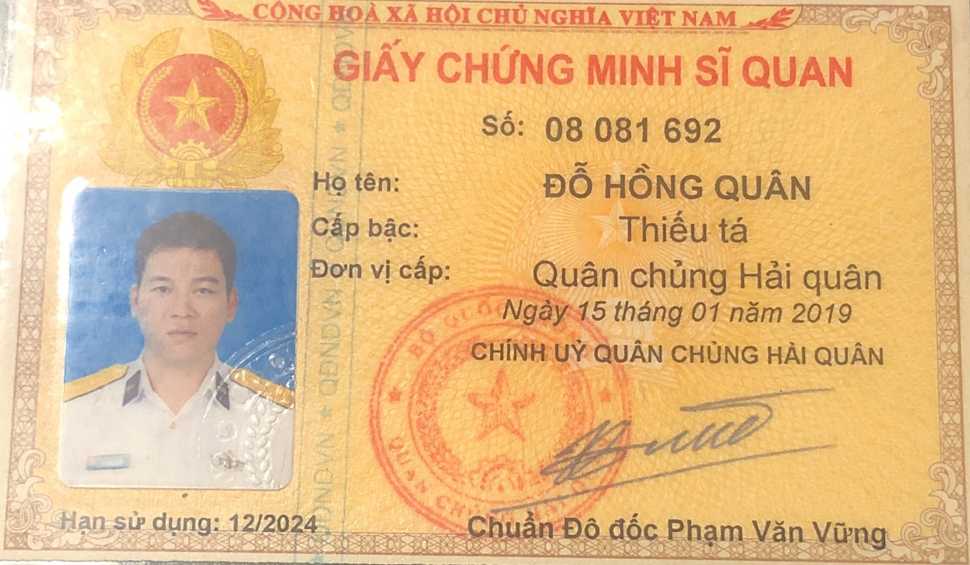 CỘNG HOÀ XÃ HỘI CHỦ NGHĨA VIỆT NAM
GIẤY CHỨNG MINH SĨ QUAN
Số: 08 081 692
Họ tên: ĐỖ HỒNG QUÂN
Cấp bậc: Thiếu tá
Đơn vị cấp: Quân chủng Hải quân
Ngày 15 tháng 01 năm 2019
CHÍNH UỶ QUÂN CHỦNG HẢI QUÂN
BỘ QUỐC
QUÂN CHỦNG
QĐNDVN ★ QĐNDVN ★ QĐNDVN
Hạn sử dụng: 12/2024
Chuẩn Đô đốc Phạm Văn Vững